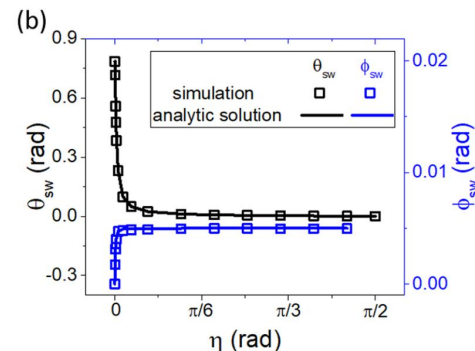 (b)
θsw ϕsw
simulation
analytic solution
θsw (rad)
0.9
0.6
0.3
0.0
-0.3
ϕsw (rad)
0.02
0.01
0.00
0 π/6 π/3 π/2
η (rad)